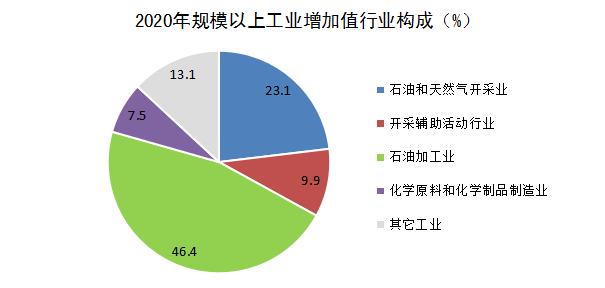 2020年规模以上工业增加值行业构成（%）
23.1
9.9
46.4
7.5
13.1
石油和天然气开采业
开采辅助活动行业
石油加工业
化学原料和化学制品制造业
其它工业